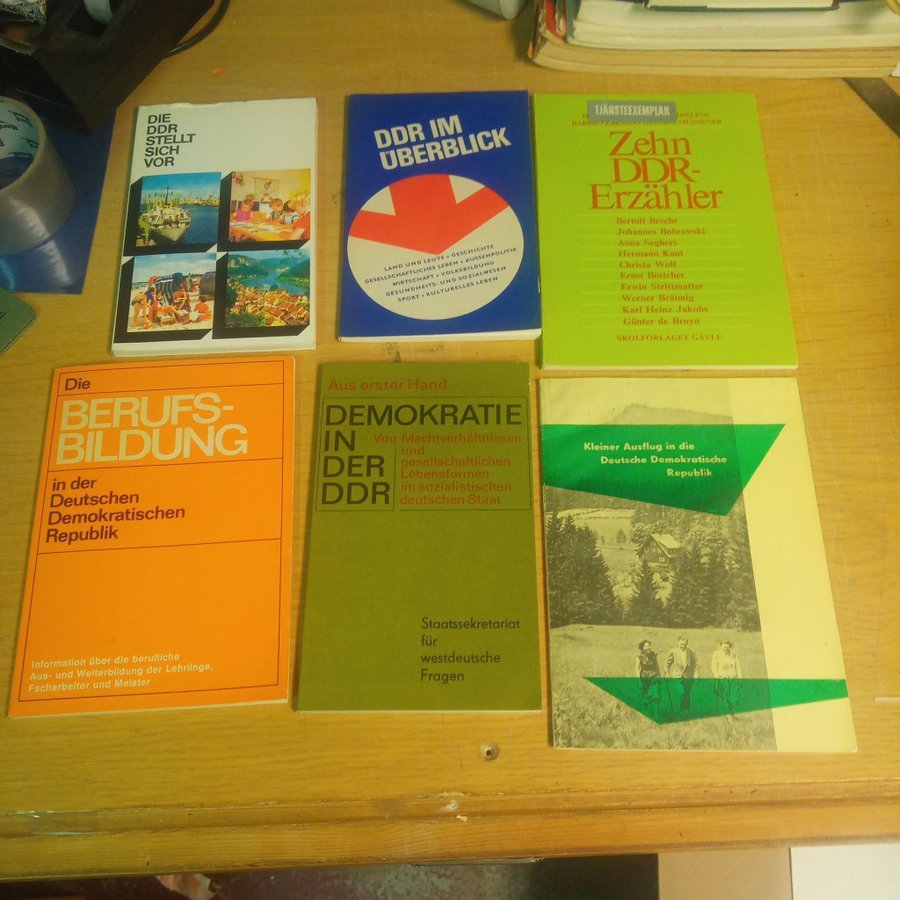 DIE
DDR
STELLT
SICH
VOR
DDR IM
ÜBERBLICK
LAND UND LEUTE • GESCHICHTE
GESELLSCHAFTLICHES LEBEN • AUSSENPOLITIK
WIRTSCHAFT • VOLKSBILDUNG
GESUNDHEITS- UND SOZIALWESEN
SPORT • KULTURELLES LEBEN
TJÄNSTEEXEMPLAR
Zehn
DDR-
Erzähler
Bertolt Brecht
Johannes Bobrowski
Anna Seghers
Hermann Kant
Christa Wolf
Ernst Böttcher
Erwin Strittmatter
Werner Bräunig
Karl Heinz Jakobs
Günter de Bruyn
SKOLFÖRLAGET GÄVLE
Die
BERUFS-
BILDUNG
in der
Deutschen
Demokratischen
Republik
Information über die berufliche
Aus- und Weiterbildung der Lehrlinge,
Facharbeiter und Meister
Aus erster Hand
DEMOKRATIE
IN
DER
DDR
Von Machtverhältnissen
und
gesellschaftlichen
Lebensformen
im sozialistischen
deutschen Staat
Staatssekretariat
für
westdeutsche
Fragen
Kleiner Ausflug in die
Deutsche Demokratische
Republik